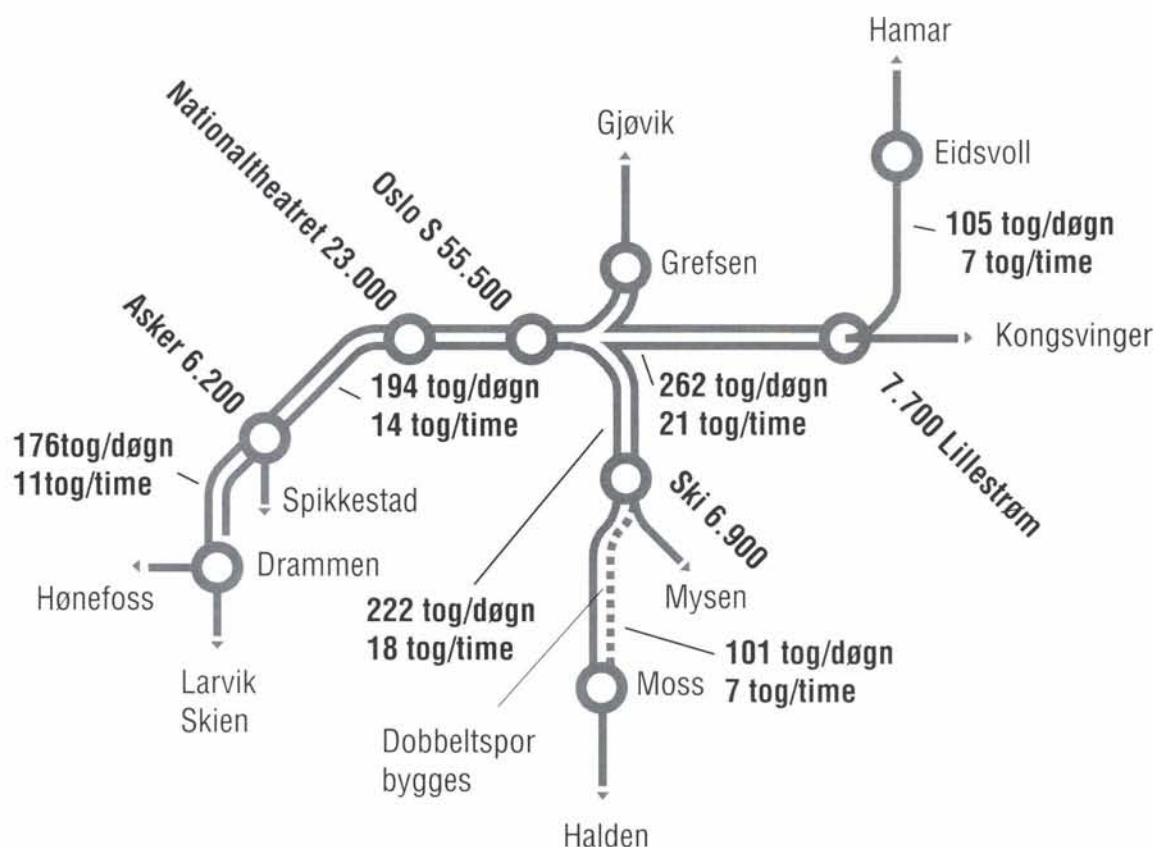 Hamar
Gjøvik
Nationaltheatret 23.000
Oslo S 55.500
Eidsvoll
105 tog/døgn
7 tog/time
Grefsen
Asker 6.200
Kongsvinger
194 tog/døgn
14 tog/time
262 tog/døgn
21 tog/time
7.700 Lillestrøm
176tog/døgn
11tog/time
Spikkestad
Ski 6.900
Drammen
Hønefoss
Mysen
222 tog/døgn
18 tog/time
101 tog/døgn
7 tog/time
Larvik
Skien
Moss
Dobbeltspor
bygges
Halden